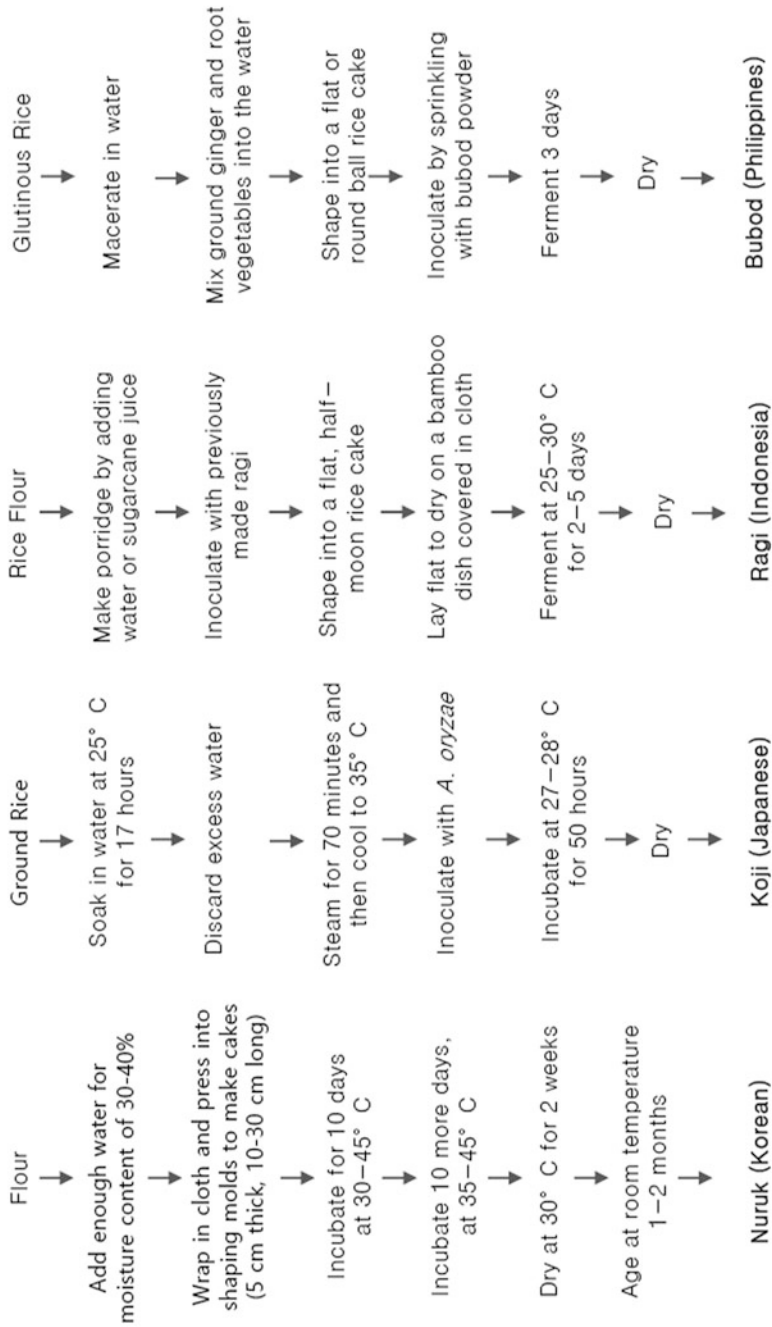 Flour
Add enough water for
moisture content of 30-40%
Wrap in cloth and press into
shaping molds to make cakes
(5 cm thick, 10-30 cm long)
Incubate for 10 days
at 30–45° C
Incubate 10 more days,
at 35–45° C
Dry at 30° C for 2 weeks
Age at room temperature
1–2 months
Nuruk (Korean)
Ground Rice
Soak in water at 25° C
for 17 hours
Discard excess water
Steam for 70 minutes and
then cool to 35° C
Inoculate with A. oryzae
Incubate at 27–28° C
for 50 hours
Dry
Koji (Japanese)
Rice Flour
Make porridge by adding
water or sugarcane juice
Inoculate with previously
made ragi
Shape into a flat, half–
moon rice cake
Lay flat to dry on a bamboo
dish covered in cloth
Ferment at 25–30° C
for 2–5 days
Dry
Ragi (Indonesia)
Glutinous Rice
Macerate in water
Mix ground ginger and root
vegetables into the water
Shape into a flat or
round ball rice cake
Inoculate by sprinkling
with bubod powder
Ferment 3 days
Dry
Bubod (Philippines)